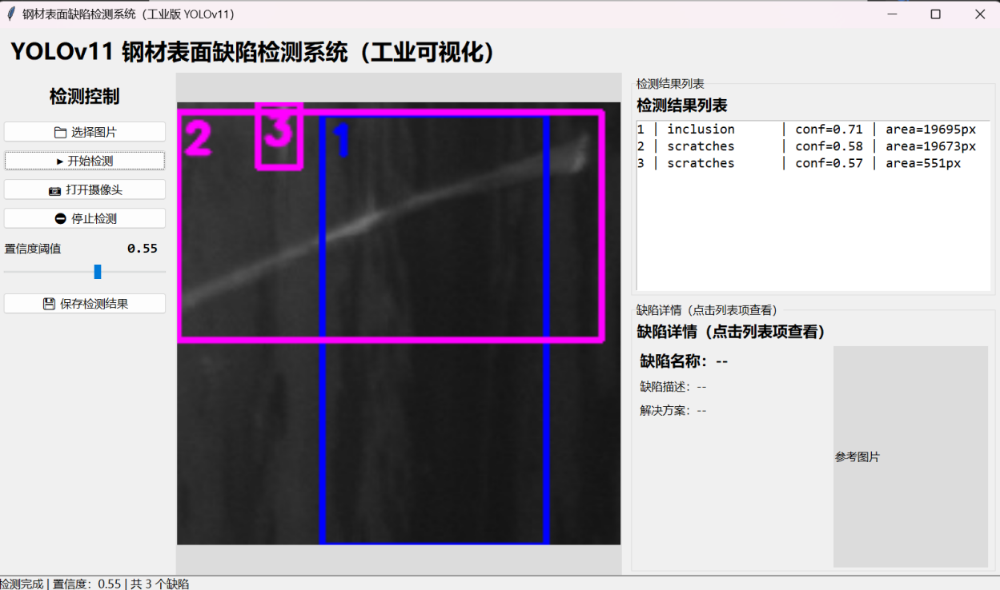 钢材表面缺陷检测系统（工业版 YOLOv11）
YOLOv11 钢材表面缺陷检测系统（工业可视化）
检测控制
选择图片
开始检测
打开摄像头
停止检测
置信度阈值 0.55
保存检测结果
2
3
1
检测结果列表
检测结果列表
1 | inclusion | conf=0.71 | area=19695px
2 | scratches | conf=0.58 | area=19673px
3 | scratches | conf=0.57 | area=551px
缺陷详情（点击列表项查看）
缺陷详情（点击列表项查看）
缺陷名称：--
缺陷描述：--
解决方案：--
参考图片
检测完成 | 置信度：0.55 | 共 3 个缺陷